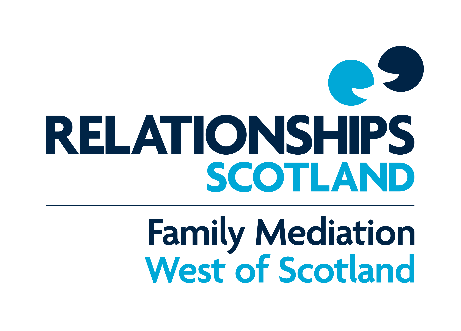 RELATIONSHIPS
SCOTLAND
Family Mediation
West of Scotland